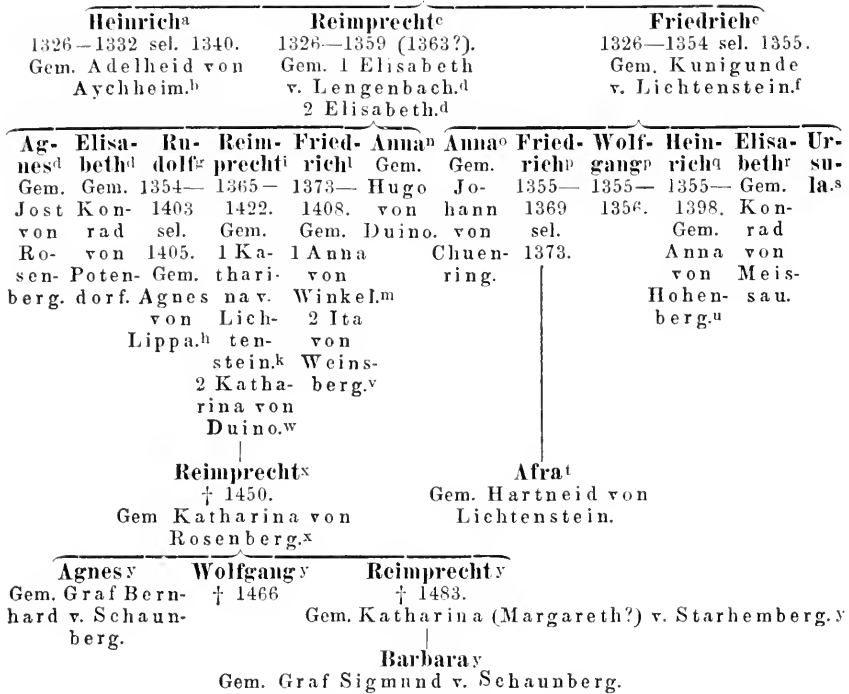 Heinrichᵃ Reimprechtᶜ Friedrichᵉ
1326—1332 sel. 1340. 1326—1359 (1363?). 1326—1354 sel. 1355.
Gem. Adelheid von Gem. 1 Elisabeth Gem. Kunigunde
Aychheim.ᵇ v. Lengenbach.ᵈ v. Lichtenstein.ᶠ
2 Elisabeth.ᵈ
Ag- Elisa- Ru- Reim- Fried- Annaⁿ Annaᵒ Fried- Wolf- Hein- Elisa- Ur-
nesᵈ bethᵈ dolfᵍ prechtⁱ richˡ Gem. Gem. richᵖ gangᵖ rich^q bethʳ su-
Gem. Gem. 1354— 1365— 1373— Hugo Jo- 1355— 1355— 1355— Gem. la.ˢ
Jost Kon- 1403 1422. 1408. von hann 1369 1356. 1398. Kon-
von rad sel. Gem. Gem. Duino. von sel. Gem. rad
Ro- von 1405. 1 Ka- 1 Anna Chuen- 1373. Anna von
sen- Poten- Gem. thari- von ring. von Meis-
berg. dorf. Agnes na v. Winkel.ᵐ Hohen- sau.
von Lich- 2 Ita berg.ᵘ
Lippa.ʰ ten- von
stein.ᵏ Weins-
2 Katha- berg.ᵛ
rina von
Duino.ʷ
Reimprechtˣ Afraᵗ
† 1450. Gem. Hartneid von
Gem Katharina von Lichtenstein.
Rosenberg.ˣ
Agnesʸ Wolfgangʸ Reimprechtʸ
Gem. Graf Bern- † 1466 † 1483.
hard v. Schaun- Gem. Katharina (Margareth?) v. Starhemberg.ʸ
berg.
Barbaraʸ
Gem. Graf Sigmund v. Schaunberg.